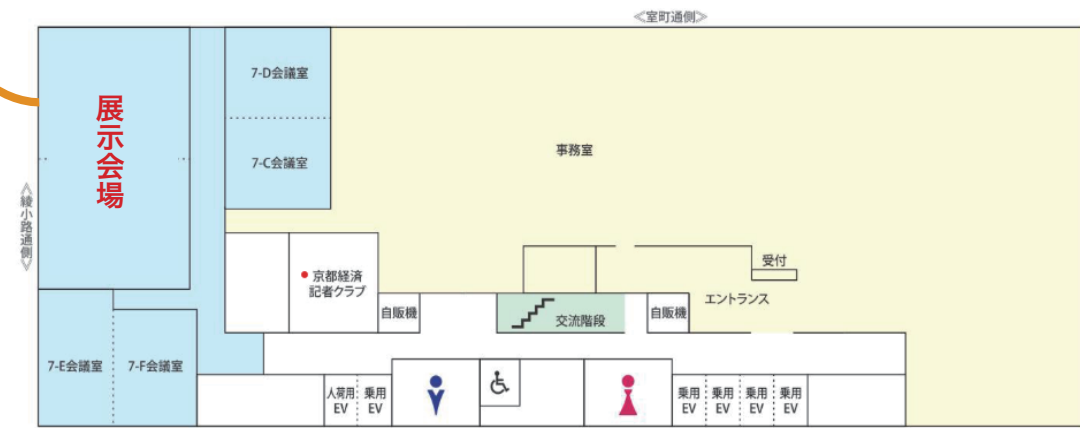 ≪室町通側≫
7-D会議室
展示会場
事務室
7-C会議室
≪綾小路通側≫
受付
京都経済
記者クラブ
エントランス
自販機
交流階段
自販機
7-E会議室
7-F会議室
人荷用
EV
乗用
EV
乗用
EV
乗用
EV
乗用
EV
乗用
EV